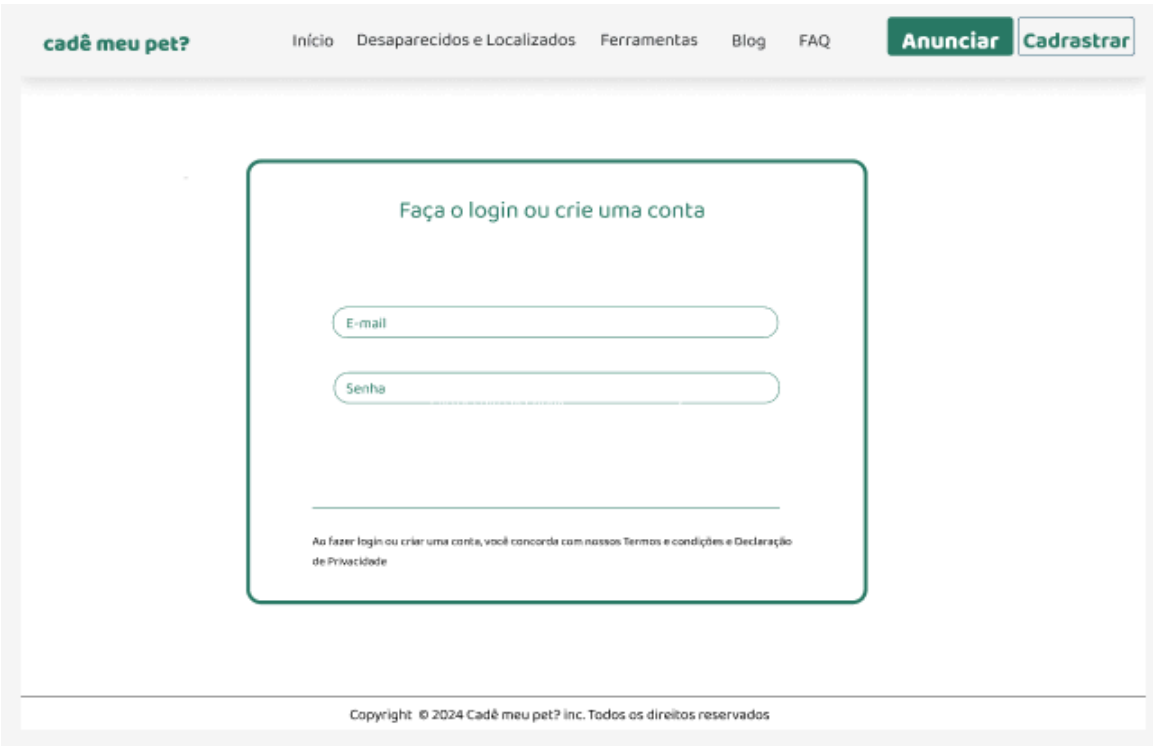 cadê meu pet?
Início Desaparecidos e Localizados Ferramentas Blog FAQ Anunciar Cadrastrar
Faça o login ou crie uma conta
E-mail
Senha
Ao fazer login ou criar uma conta, você concorda com nossos Termos e condições e Declaração
de Privacidade
Copyright © 2024 Cadê meu pet? inc. Todos os direitos reservados